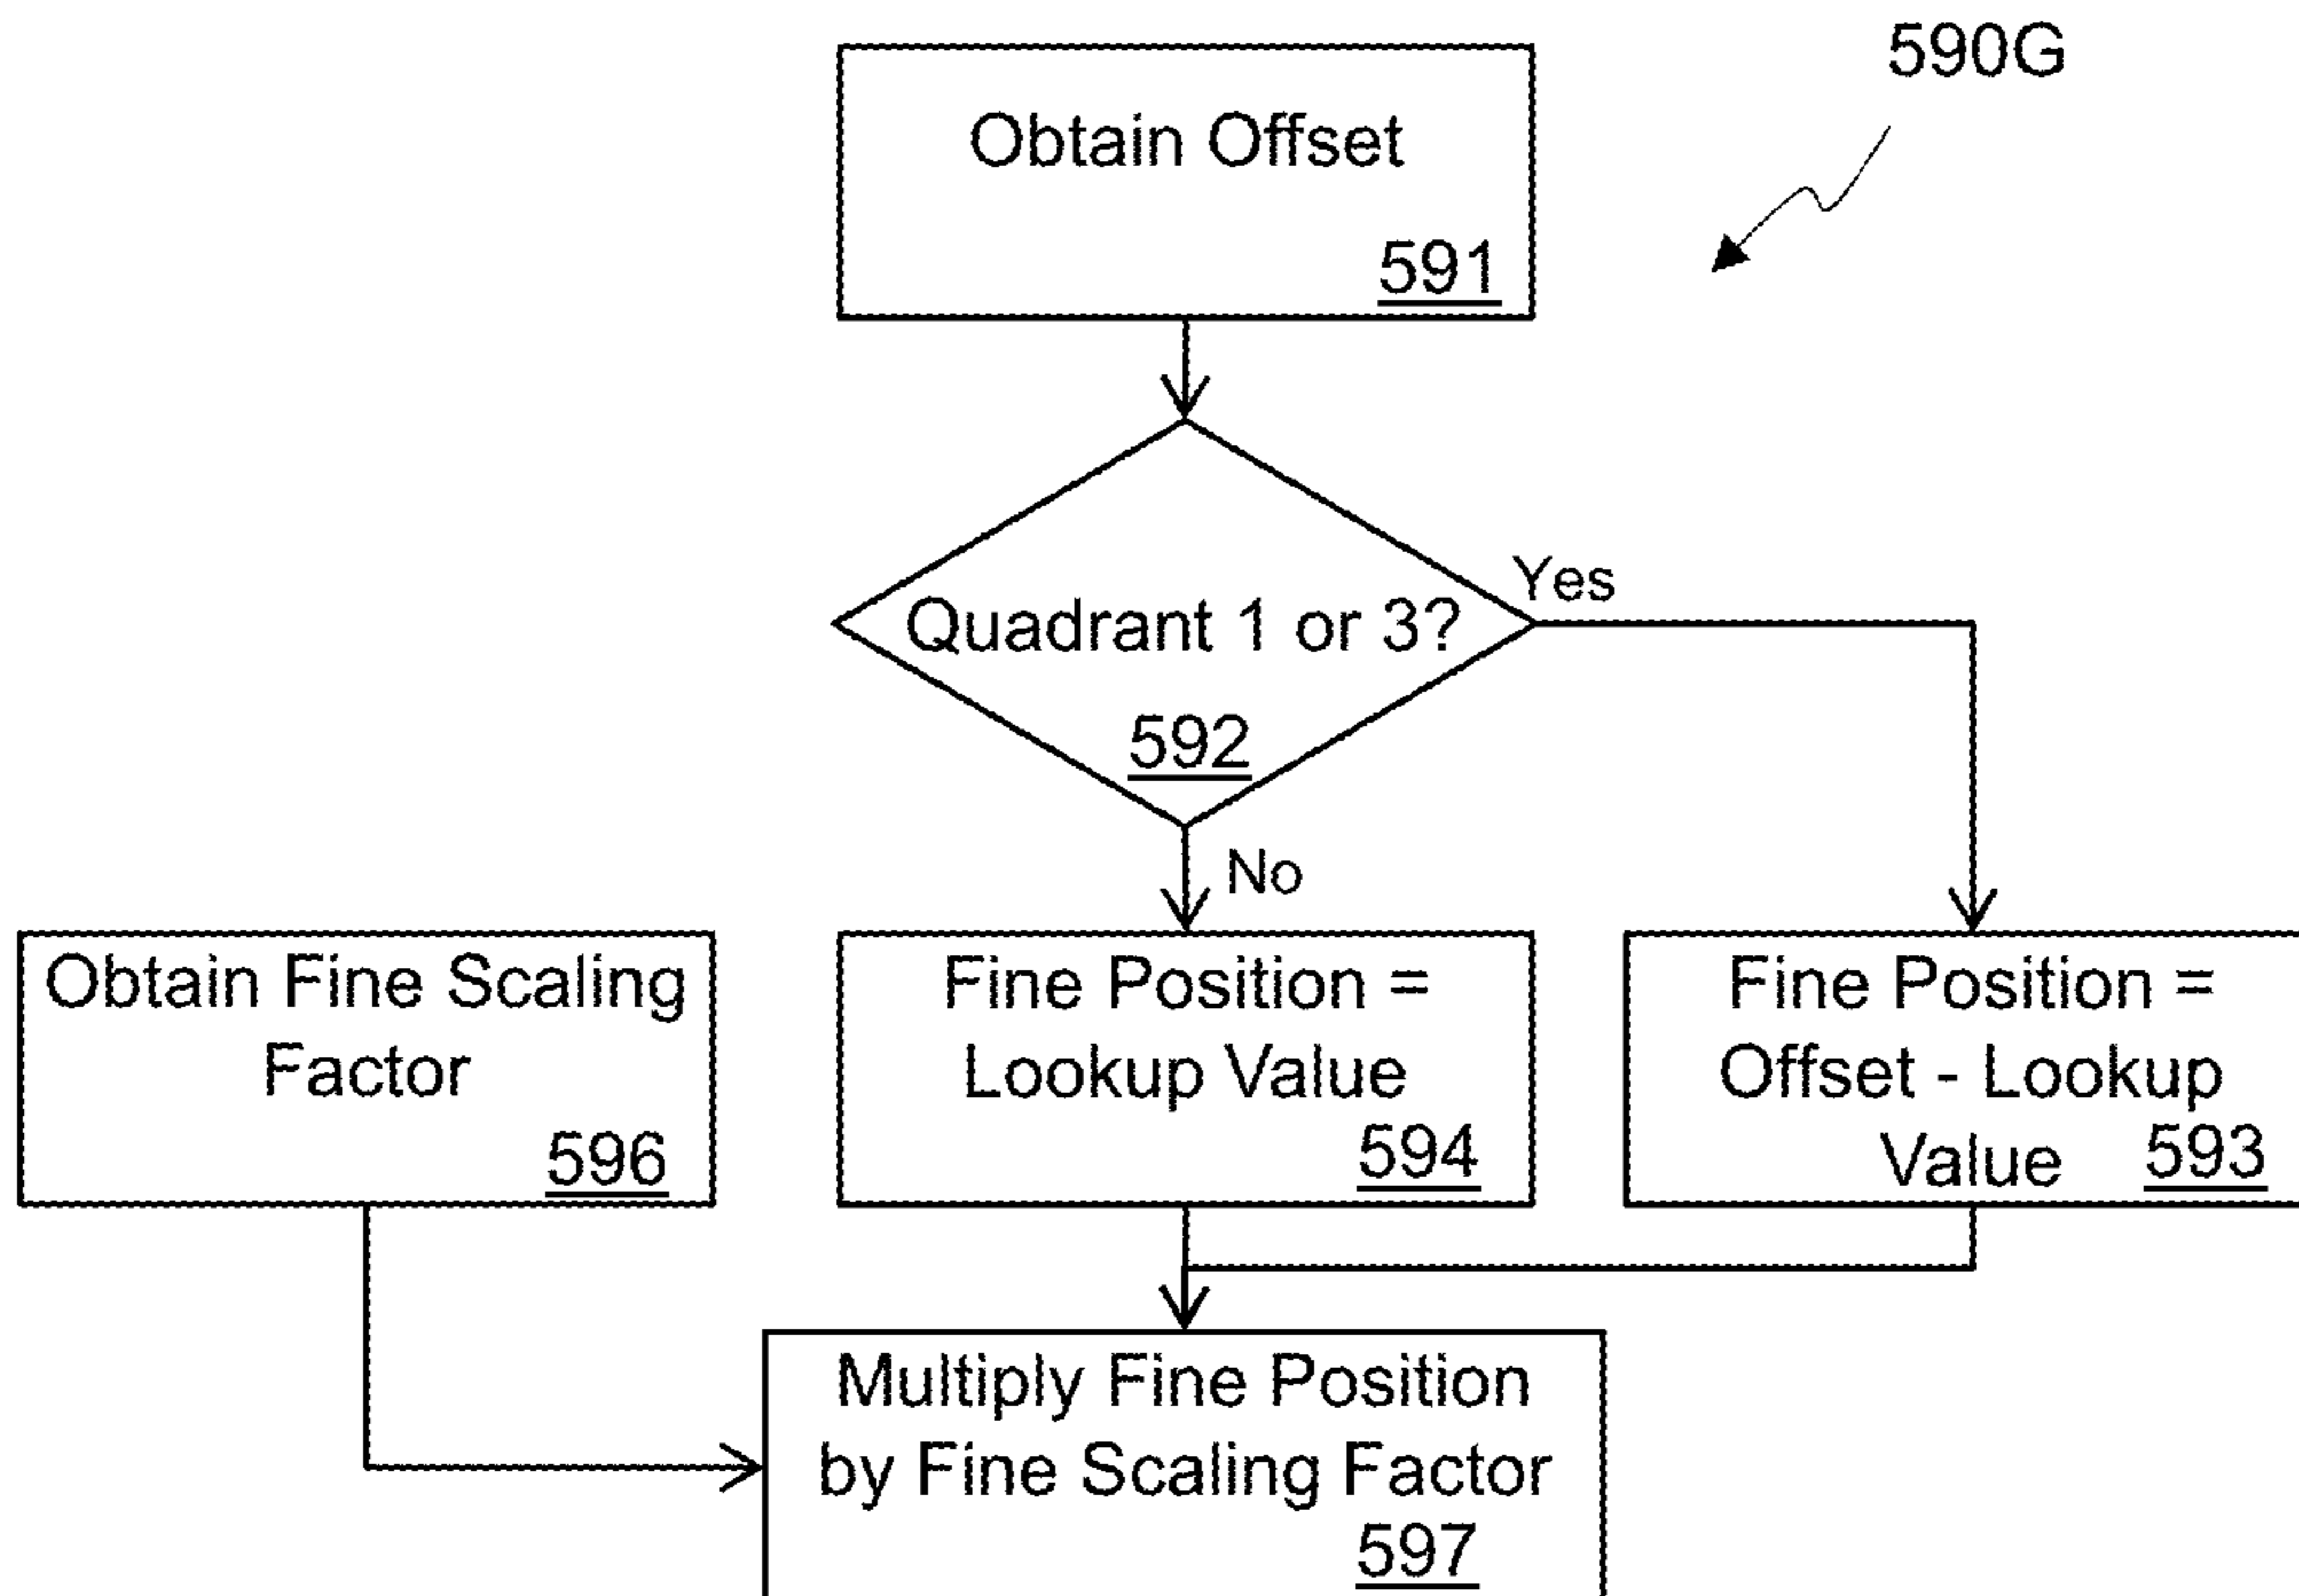 590G
Obtain Offset
591
Yes
Quadrant 1 or 3?
592
No
Obtain Fine Scaling
Factor
596
Fine Position =
Lookup Value
594
Fine Position =
Offset - Lookup
Value 593
Multiply Fine Position
by Fine Scaling Factor
597